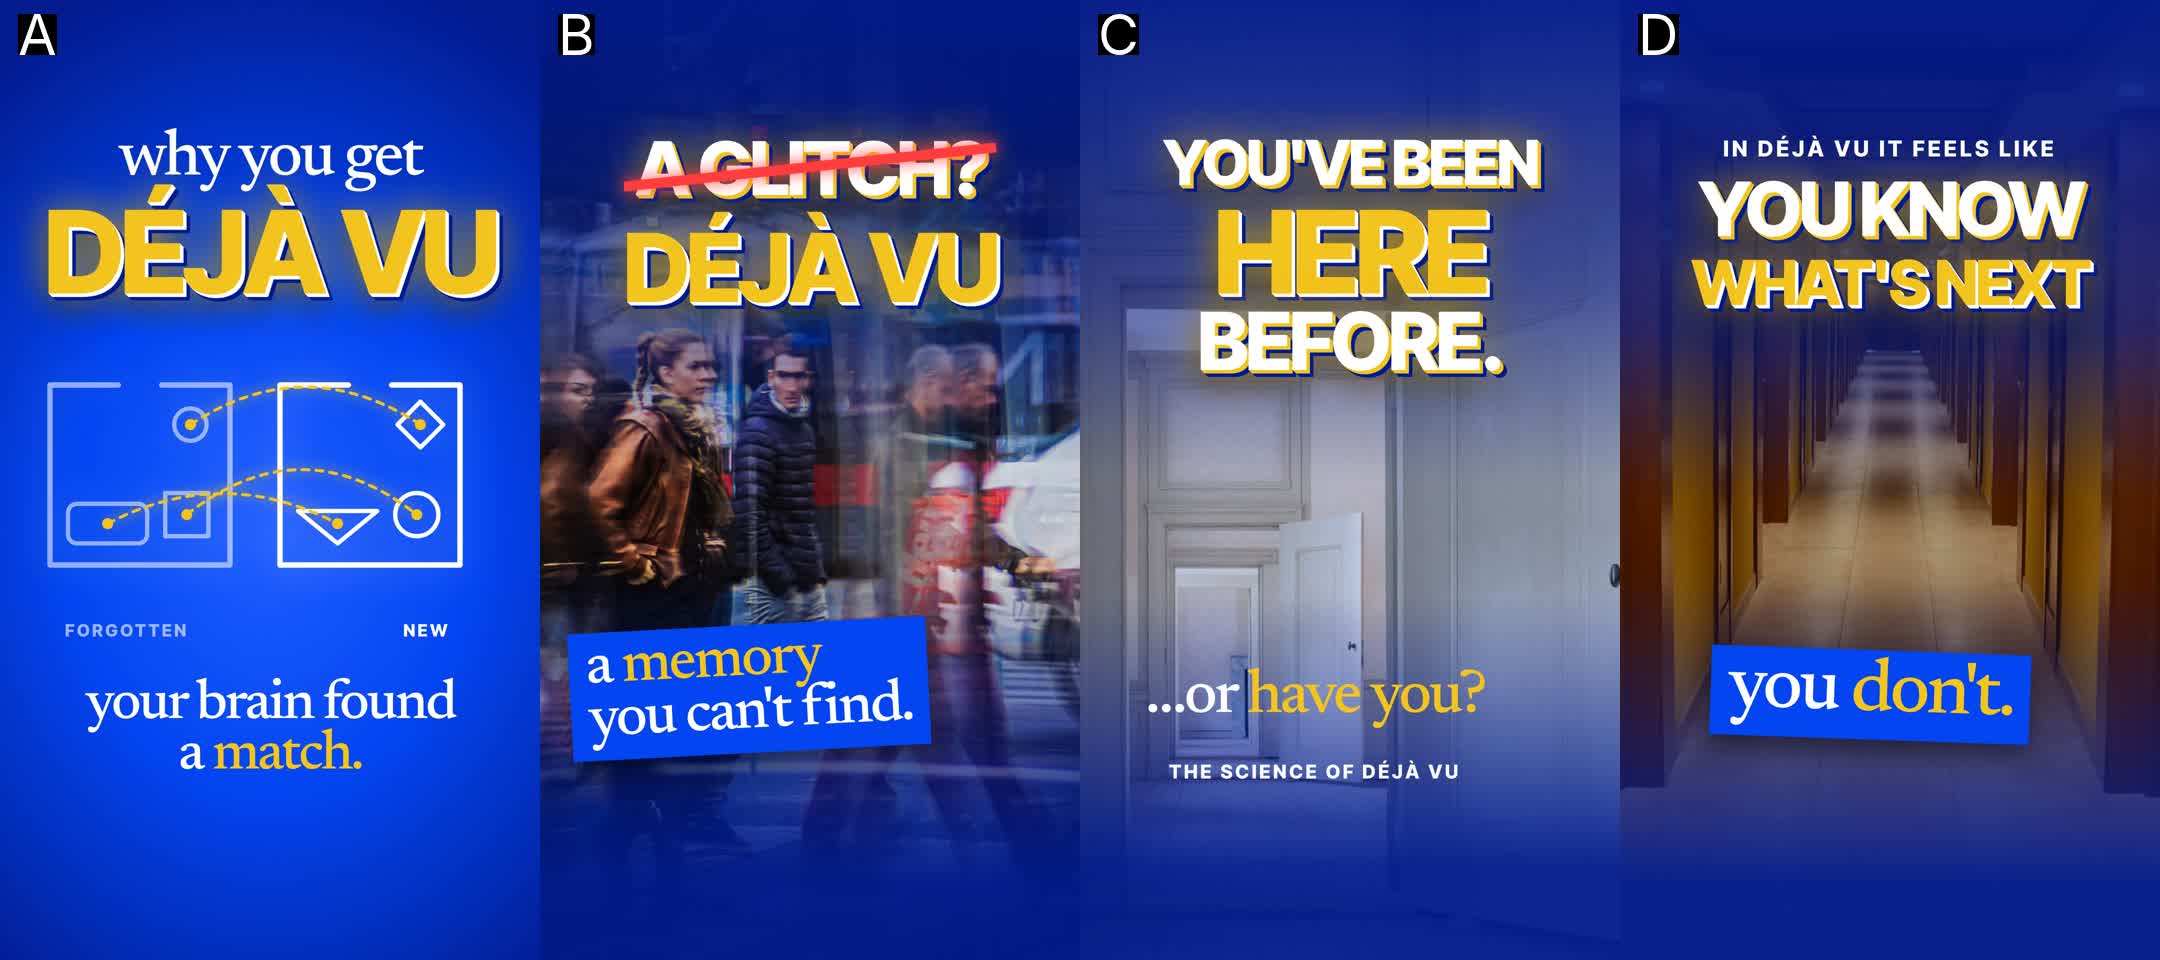 A
why you get
DÉJÀ VU
FORGOTTEN
NEW
your brain found
a match.
B
A GLITCH?
DÉJÀ VU
a memory
you can't find.
C
YOU'VE BEEN
HERE
BEFORE.
...or have you?
THE SCIENCE OF DÉJÀ VU
D
IN DÉJÀ VU IT FEELS LIKE
YOU KNOW
WHAT'S NEXT
you don't.